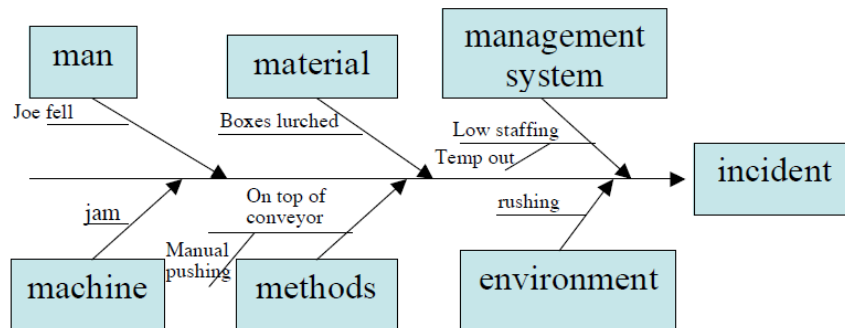 man
material
management
system
Joe fell
Boxes lurched
Low staffing
Temp out
incident
On top of
conveyor
jam
rushing
Manual
pushing
machine
methods
environment